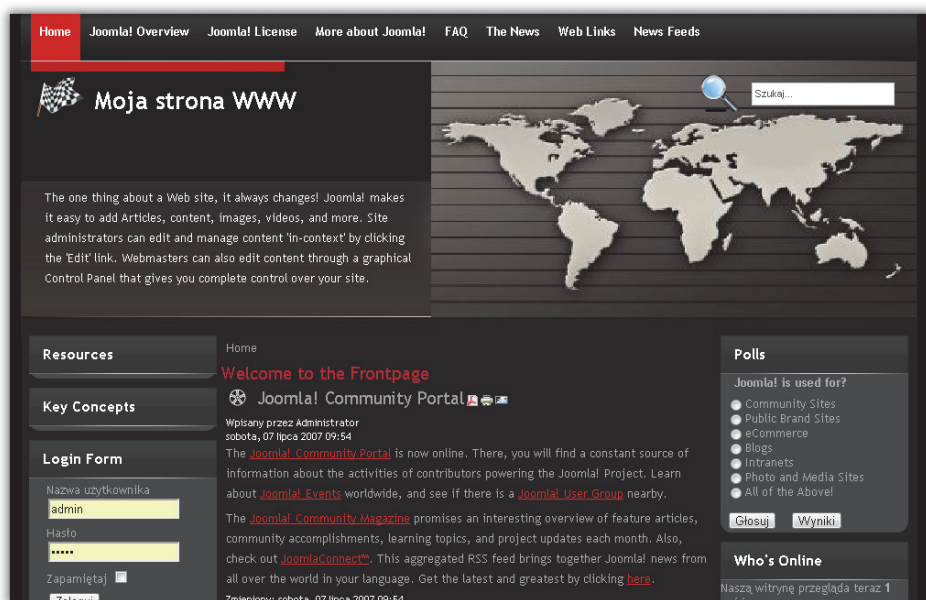 Home Joomla! Overview Joomla! License More about Joomla! FAQ The News Web Links News Feeds
Moja strona WWW
Szukaj...
The one thing about a Web site, it always changes! Joomla! makes
it easy to add Articles, content, images, videos, and more. Site
administrators can edit and manage content 'in-context' by clicking
the 'Edit' link. Webmasters can also edit content through a graphical
Control Panel that gives you complete control over your site.
Resources
Key Concepts
Login Form
Nazwa użytkownika
admin
Hasło
•••••
Zapamiętaj
Zaloguj
Home
Welcome to the Frontpage
Joomla! Community Portal
Wpisany przez Administrator
sobota, 07 lipca 2007 09:54
The Joomla! Community Portal is now online. There, you will find a constant source of
information about the activities of contributors powering the Joomla! Project. Learn
about Joomla! Events worldwide, and see if there is a Joomla! User Group nearby.
The Joomla! Community Magazine promises an interesting overview of feature articles,
community accomplishments, learning topics, and project updates each month. Also,
check out JoomlaConnect™. This aggregated RSS feed brings together Joomla! news from
all over the world in your language. Get the latest and greatest by clicking here.
Zmieniony: sobota, 07 lipca 2007 09:54
Polls
Joomla! is used for?
Community Sites
Public Brand Sites
eCommerce
Blogs
Intranets
Photo and Media Sites
All of the Above!
Głosuj Wyniki
Who's Online
Naszą witrynę przegląda teraz 1